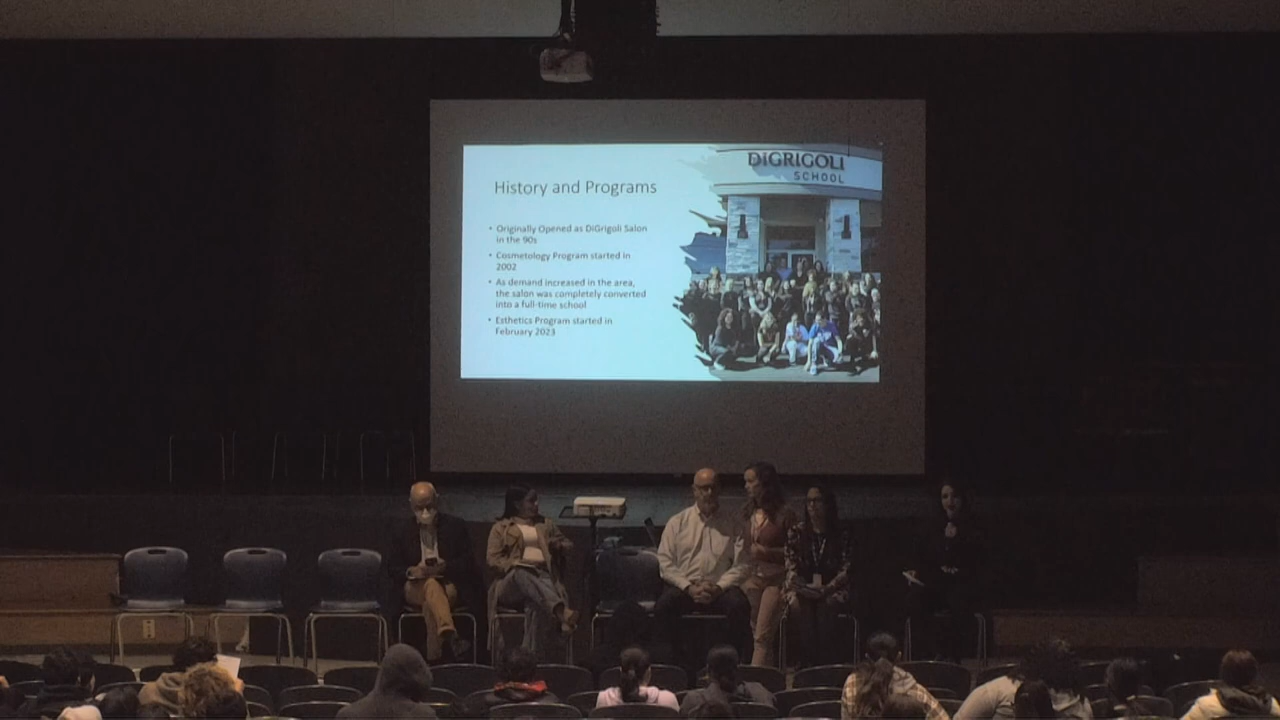 DIGRIGOLI
SCHOOL
History and Programs
• Originally Opened as DiGrigoli Salon
in the 90s
• Cosmetology Program started in
2002
• As demand increased in the area,
the salon was completely converted
into a full-time school
• Esthetics Program started in
February 2023